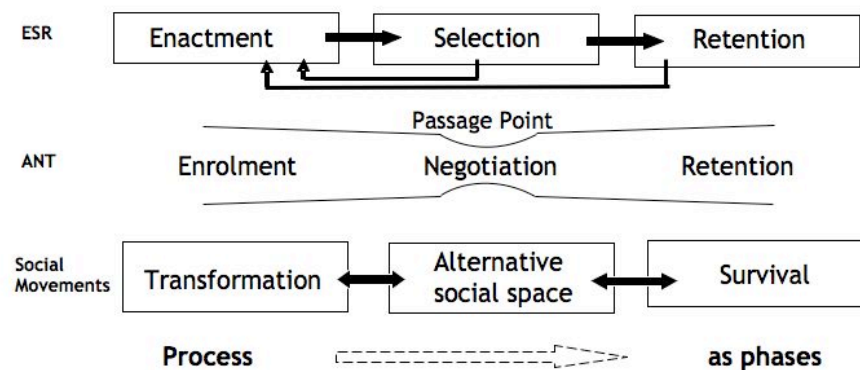 ESR
Enactment
Selection
Retention
Passage Point
ANT
Enrolment
Negotiation
Retention
Social
Movements
Transformation
Alternative
social space
Survival
Process
as phases